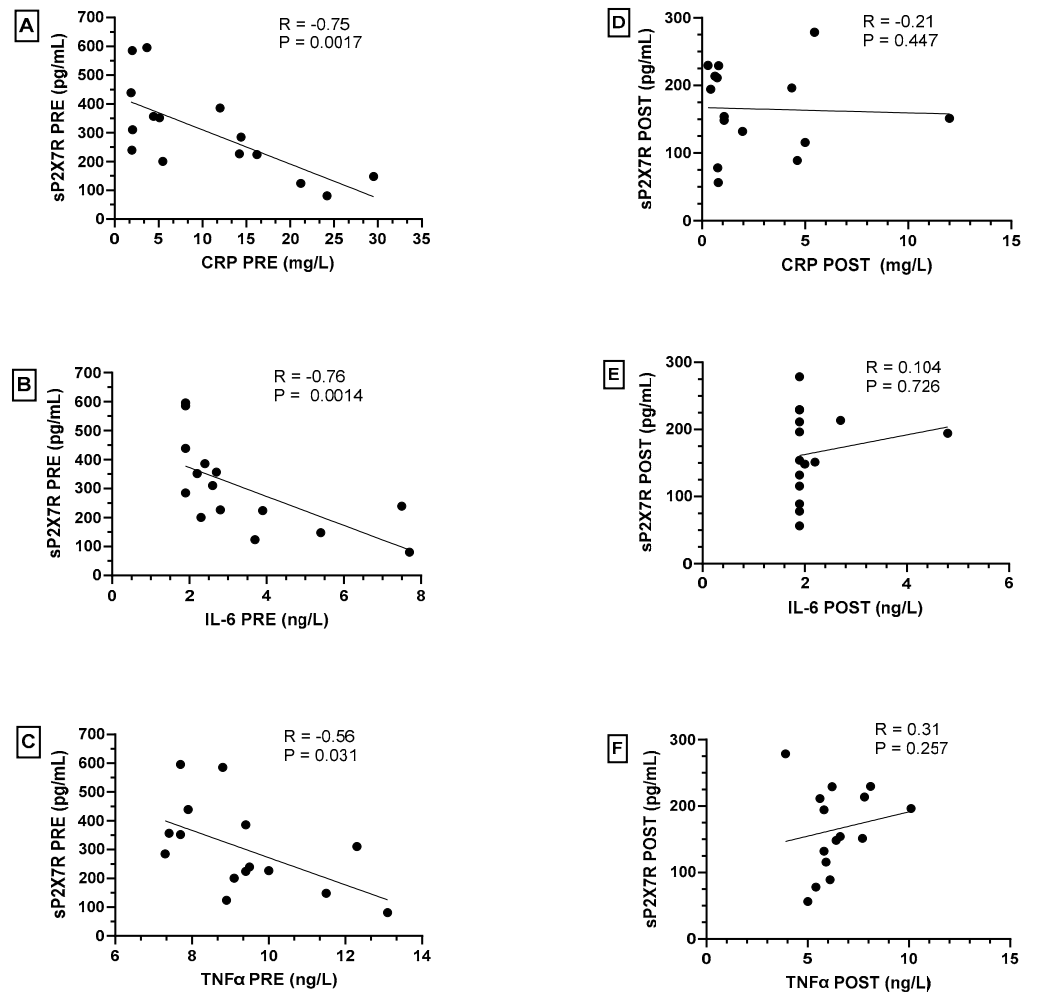 A
R = -0.75
P = 0.0017
sP2X7R PRE (pg/mL)
700
600
500
400
300
200
100
0
0 5 10 15 20 25 30 35
CRP PRE (mg/L)
D
R = -0.21
P = 0.447
sP2X7R POST (pg/mL)
300
200
100
0
0 5 10 15
CRP POST (mg/L)
B
R = -0.76
P = 0.0014
sP2X7R PRE (pg/mL)
700
600
500
400
300
200
100
0
0 2 4 6 8
IL-6 PRE (ng/L)
E
R = 0.104
P = 0.726
sP2X7R POST (pg/mL)
300
200
100
0
0 2 4 6
IL-6 POST (ng/L)
C
R = -0.56
P = 0.031
sP2X7R PRE (pg/mL)
700
600
500
400
300
200
100
0
6 8 10 12 14
TNFα PRE (ng/L)
F
R = 0.31
P = 0.257
sP2X7R POST (pg/mL)
300
200
100
0
0 5 10 15
TNFα POST (ng/L)